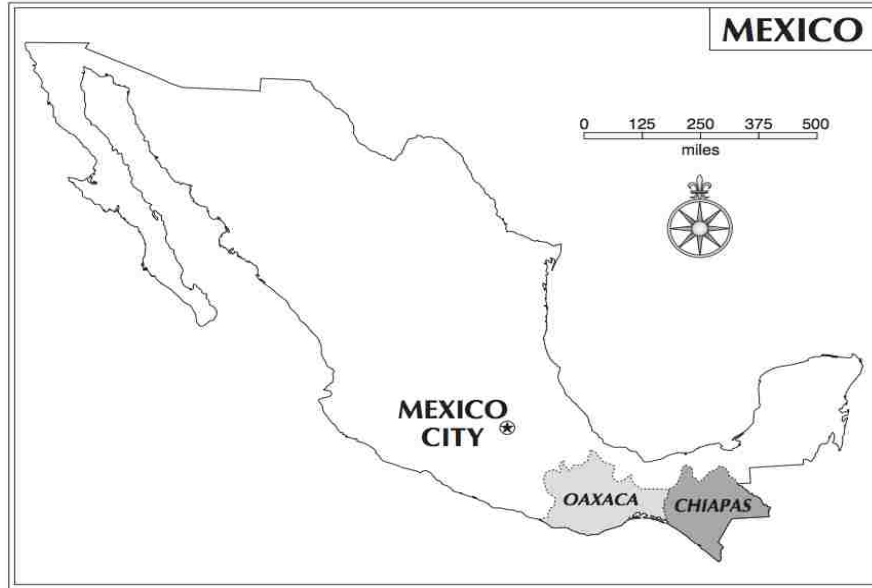 MEXICO
0 125 250 375 500
miles
MEXICO
CITY
OAXACA
CHIAPAS